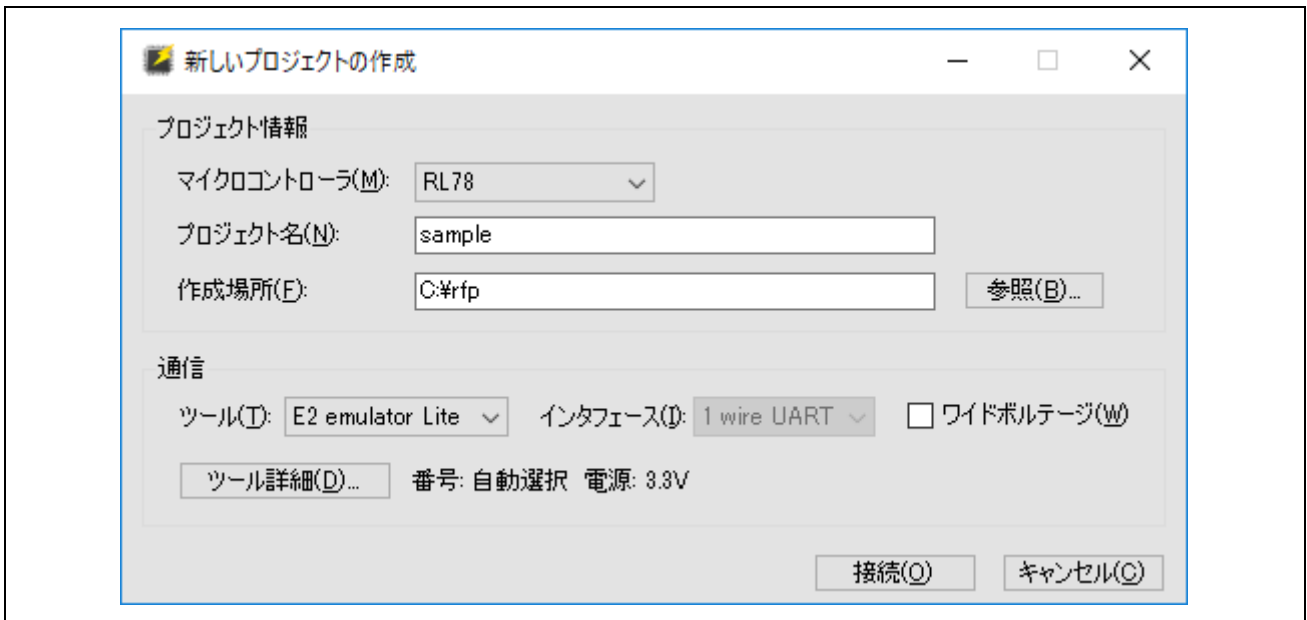 新しいプロジェクトの作成
プロジェクト情報
マイクロコントローラ(M): RL78
プロジェクト名(N): sample
作成場所(F): C:¥rfp 参照(B)...
通信
ツール(T): E2 emulator Lite インタフェース(I): 1 wire UART ワイドボルテージ(W)
ツール詳細(D)... 番号: 自動選択 電源: 3.3V
接続(O) キャンセル(C)